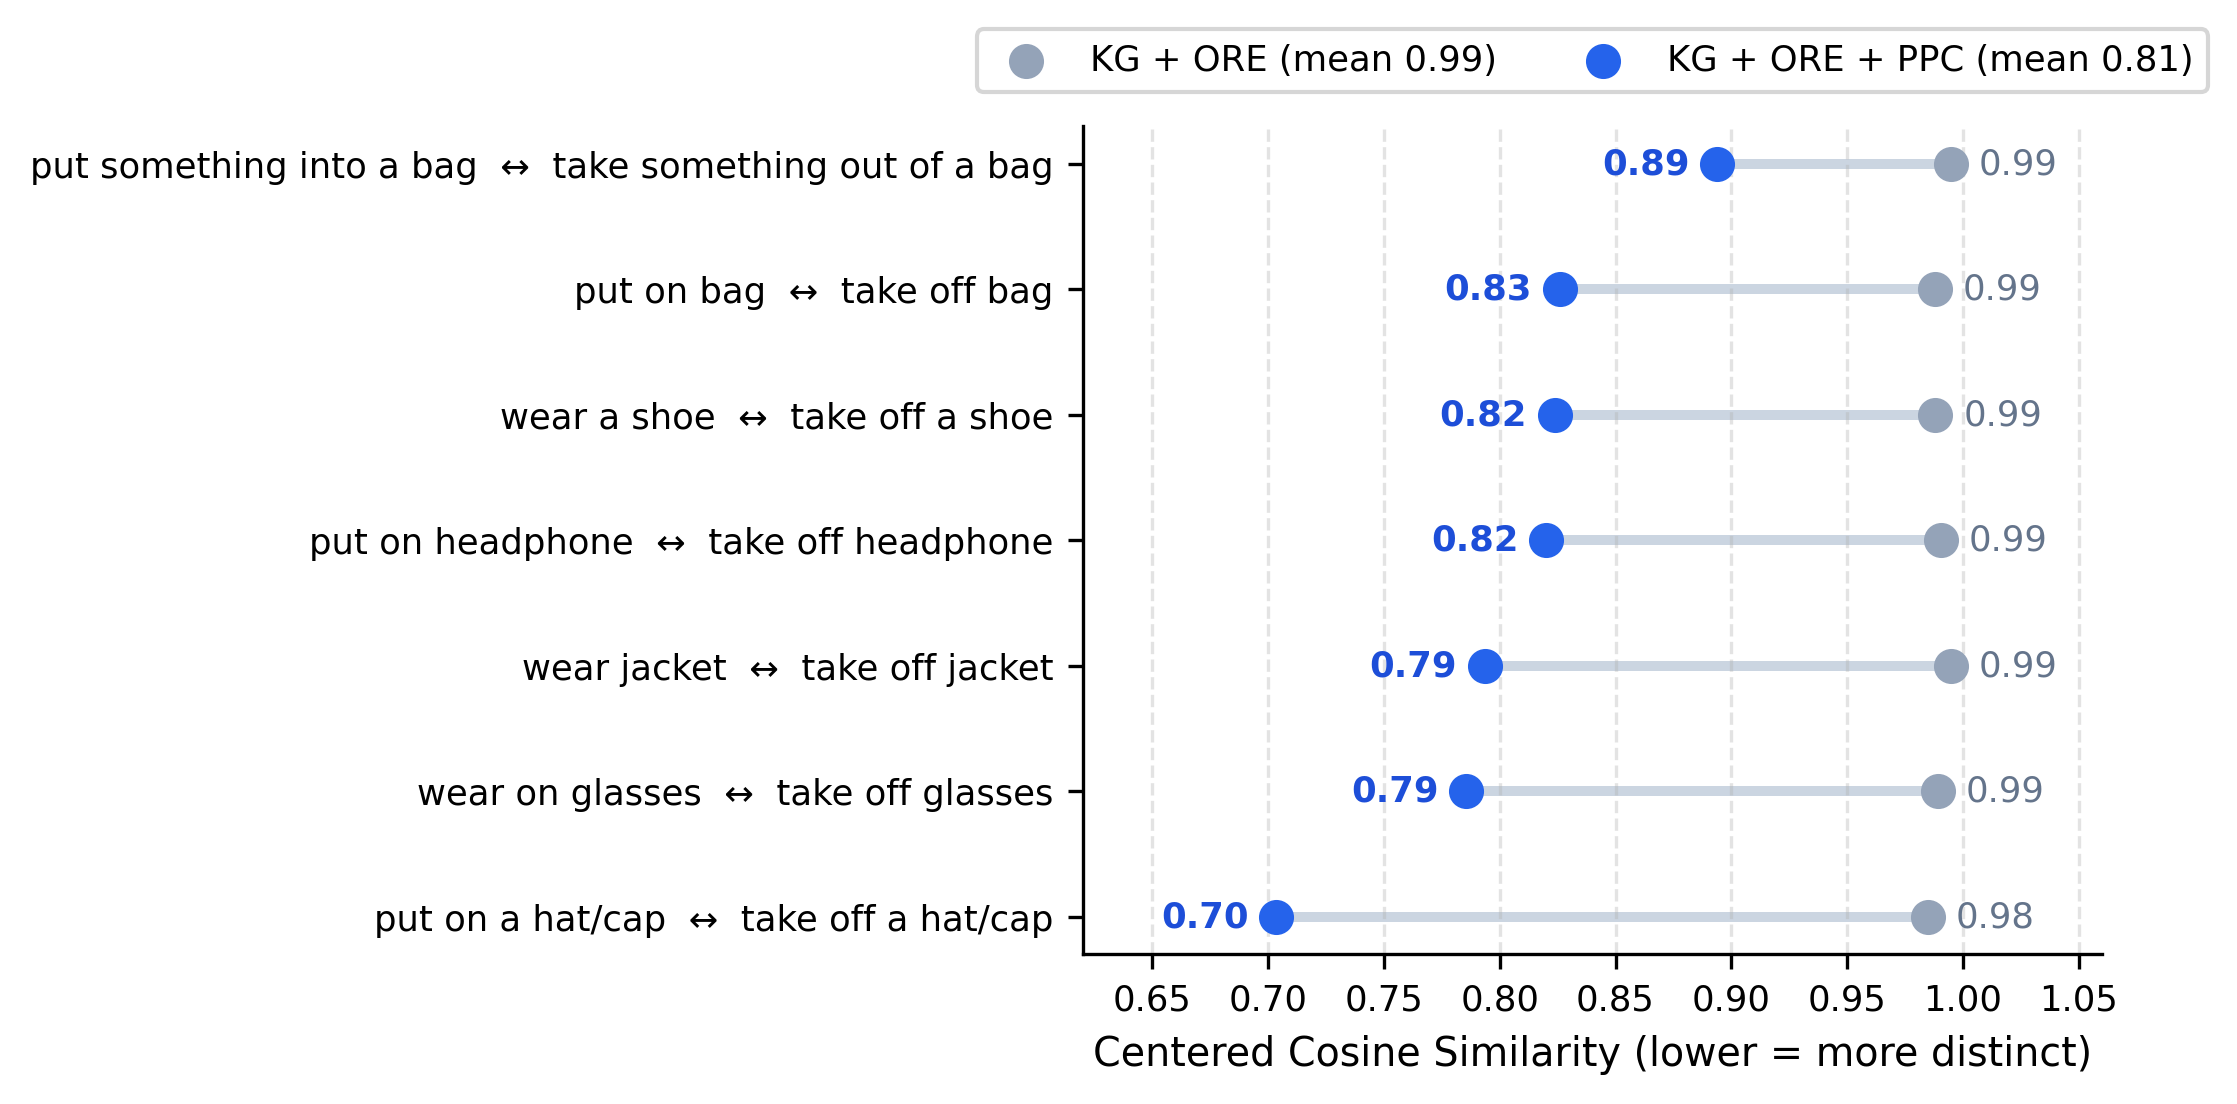 KG + ORE (mean 0.99) KG + ORE + PPC (mean 0.81)
put something into a bag ↔ take something out of a bag 0.89 0.99
put on bag ↔ take off bag 0.83 0.99
wear a shoe ↔ take off a shoe 0.82 0.99
put on headphone ↔ take off headphone 0.82 0.99
wear jacket ↔ take off jacket 0.79 0.99
wear on glasses ↔ take off glasses 0.79 0.99
put on a hat/cap ↔ take off a hat/cap 0.70 0.98
0.65 0.70 0.75 0.80 0.85 0.90 0.95 1.00 1.05
Centered Cosine Similarity (lower = more distinct)